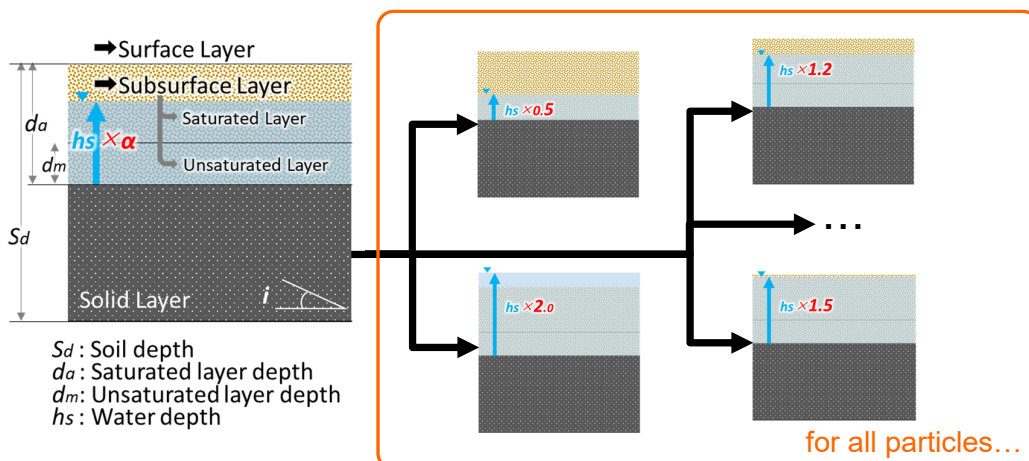 Surface Layer
Subsurface Layer
Saturated Layer
hs×α
Unsaturated Layer
da
dm
Sd
Solid Layer
i
Sd : Soil depth
da : Saturated layer depth
dm: Unsaturated layer depth
hs : Water depth
hs ×0.5
hs ×1.2
...
hs ×2.0
hs ×1.5
for all particles...